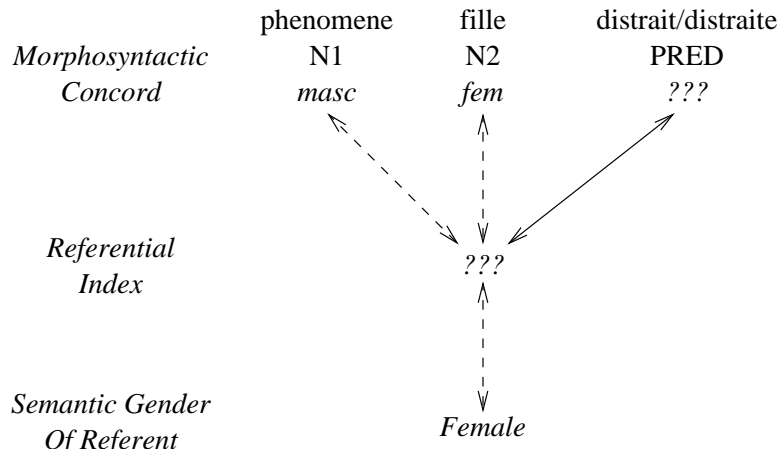 phenomene fille distrait/distraite
Morphosyntactic N1 N2 PRED
Concord masc fem ???
Referential
Index ???
Semantic Gender
Of Referent Female